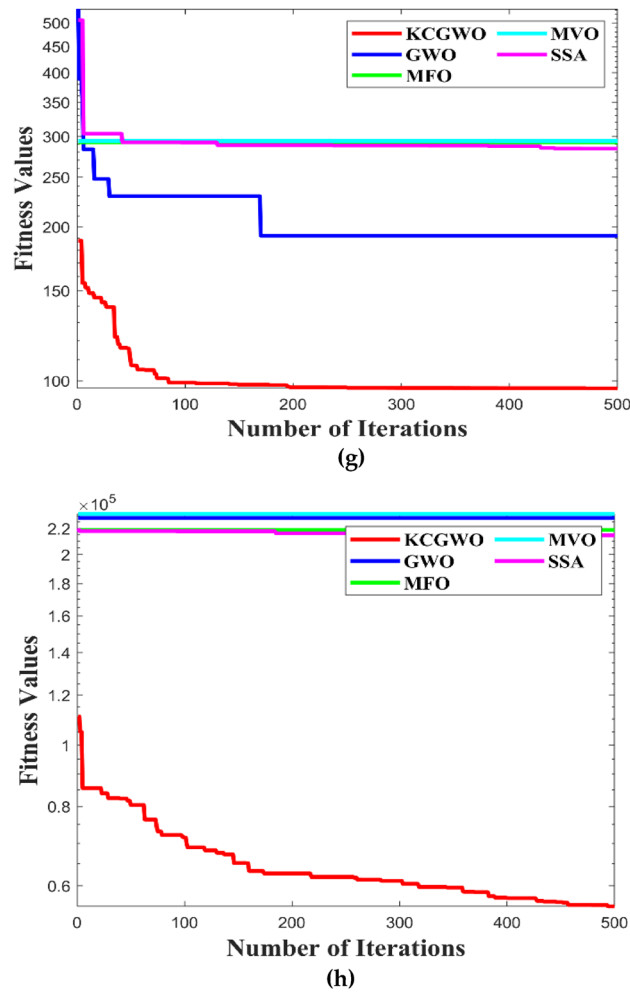 500
450
400
350
300
250
200
150
100
Fitness Values
KCGWO MVO
GWO SSA
MFO
0 100 200 300 400 500
Number of Iterations
(g)
×10⁵
2.2
2
1.8
1.6
1.4
1.2
1
0.8
0.6
Fitness Values
KCGWO MVO
GWO SSA
MFO
0 100 200 300 400 500
Number of Iterations
(h)